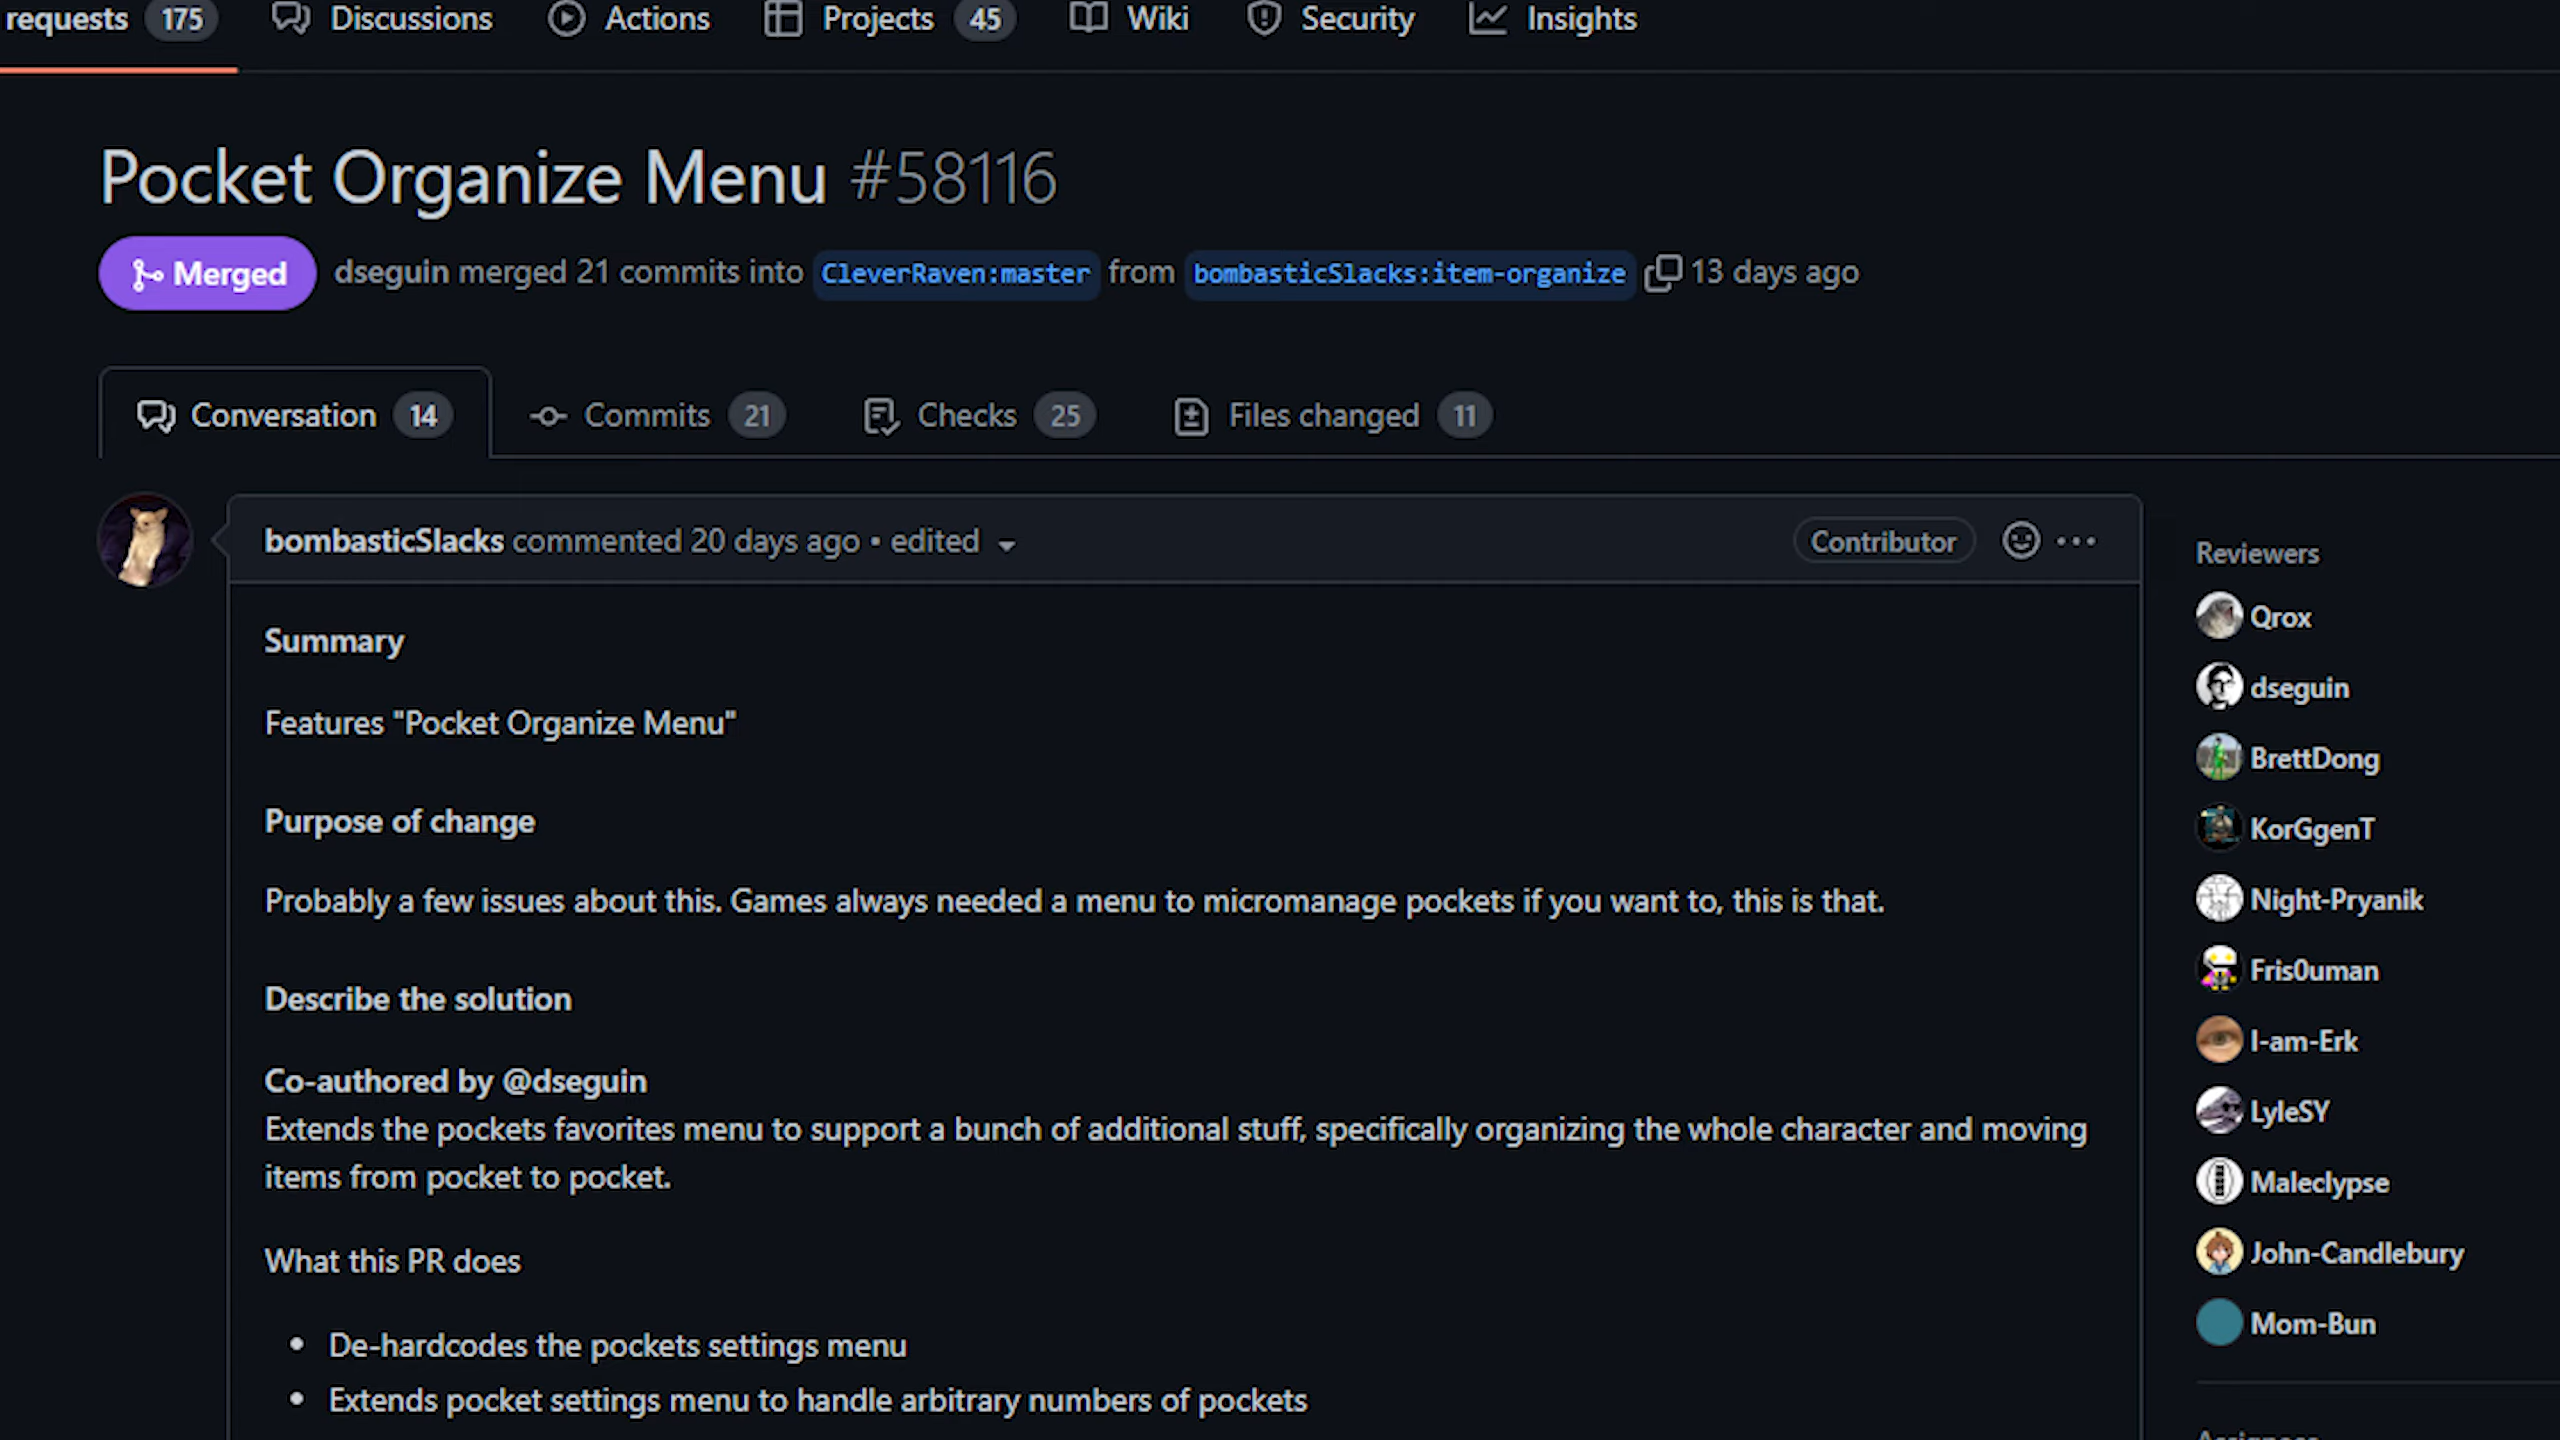 requests 175 Discussions Actions Projects 45 Wiki Security Insights
Pocket Organize Menu #58116
Merged dseguin merged 21 commits into CleverRaven:master from bombasticSlacks:item-organize 13 days ago
Conversation 14 Commits 21 Checks 25 Files changed 11
bombasticSlacks commented 20 days ago • edited Contributor
Summary
Features "Pocket Organize Menu"
Purpose of change
Probably a few issues about this. Games always needed a menu to micromanage pockets if you want to, this is that.
Describe the solution
Co-authored by @dseguin
Extends the pockets favorites menu to support a bunch of additional stuff, specifically organizing the whole character and moving
items from pocket to pocket.
What this PR does
• De-hardcodes the pockets settings menu
• Extends pocket settings menu to handle arbitrary numbers of pockets
Reviewers
Qrox
dseguin
BrettDong
KorGgenT
Night-Pryanik
Fris0uman
I-am-Erk
LyleSY
Maleclypse
John-Candlebury
Mom-Bun